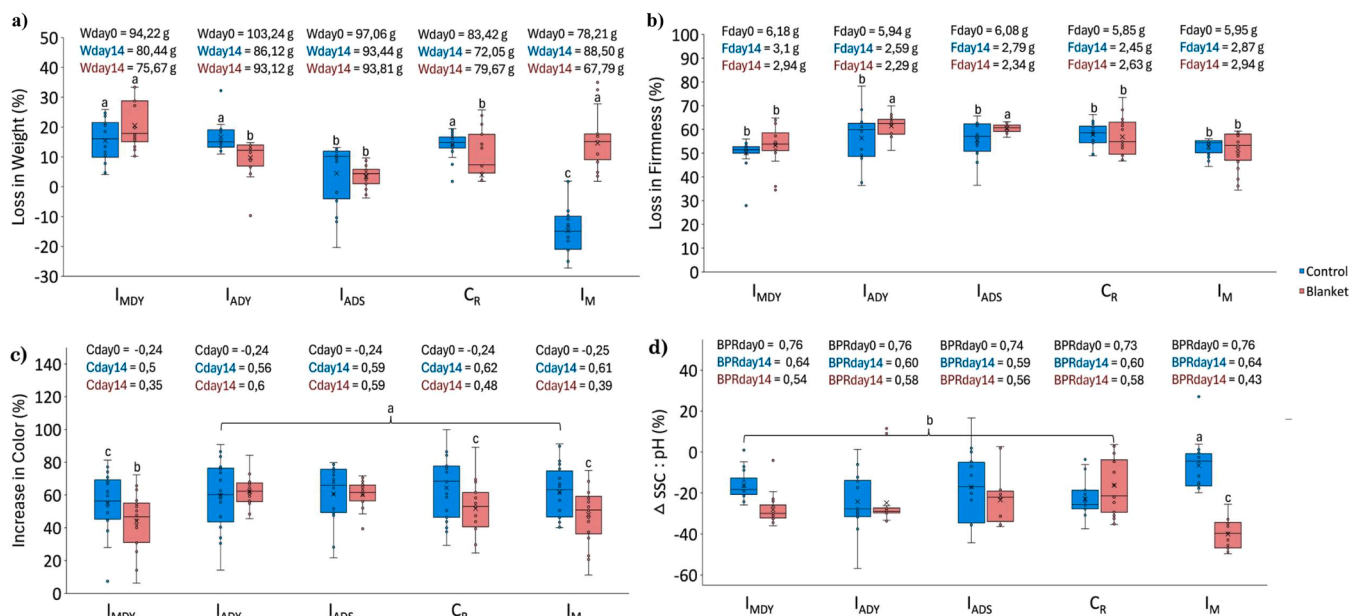 a)
Wday0 = 94,22 g Wday0 = 103,24 g Wday0 = 97,06 g Wday0 = 83,42 g Wday0 = 78,21 g
Wday14 = 80,44 g Wday14 = 86,12 g Wday14 = 93,44 g Wday14 = 72,05 g Wday14 = 88,50 g
Wday14 = 75,67 g Wday14 = 93,12 g Wday14 = 93,81 g Wday14 = 79,67 g Wday14 = 67,79 g
Loss in Weight (%)
50
40
30
20
10
0
-10
-20
-30
a a a b b b a b c a
IMDY IADY IADS CR IM
b)
Fday0 = 6,18 g Fday0 = 5,94 g Fday0 = 6,08 g Fday0 = 5,85 g Fday0 = 5,95 g
Fday14 = 3,1 g Fday14 = 2,59 g Fday14 = 2,79 g Fday14 = 2,45 g Fday14 = 2,87 g
Fday14 = 2,94 g Fday14 = 2,29 g Fday14 = 2,34 g Fday14 = 2,63 g Fday14 = 2,94 g
Loss in Firmness (%)
100
90
80
70
60
50
40
30
20
10
0
b b b a b a b b b b
IMDY IADY IADS CR IM
Control
Blanket
c)
Cday0 = -0,24 Cday0 = -0,24 Cday0 = -0,24 Cday0 = -0,24 Cday0 = -0,25
Cday14 = 0,5 Cday14 = 0,56 Cday14 = 0,59 Cday14 = 0,62 Cday14 = 0,61
Cday14 = 0,35 Cday14 = 0,6 Cday14 = 0,59 Cday14 = 0,48 Cday14 = 0,39
Increase in Color (%)
140
120
100
80
60
40
20
0
a
c b c c
IMDY IADY IADS CR IM
d)
BPRday0 = 0,76 BPRday0 = 0,76 BPRday0 = 0,74 BPRday0 = 0,73 BPRday0 = 0,76
BPRday14 = 0,64 BPRday14 = 0,60 BPRday14 = 0,59 BPRday14 = 0,60 BPRday14 = 0,64
BPRday14 = 0,54 BPRday14 = 0,58 BPRday14 = 0,56 BPRday14 = 0,58 BPRday14 = 0,43
Δ SSC : pH (%)
40
20
0
-20
-40
-60
b
a c
IMDY IADY IADS CR IM